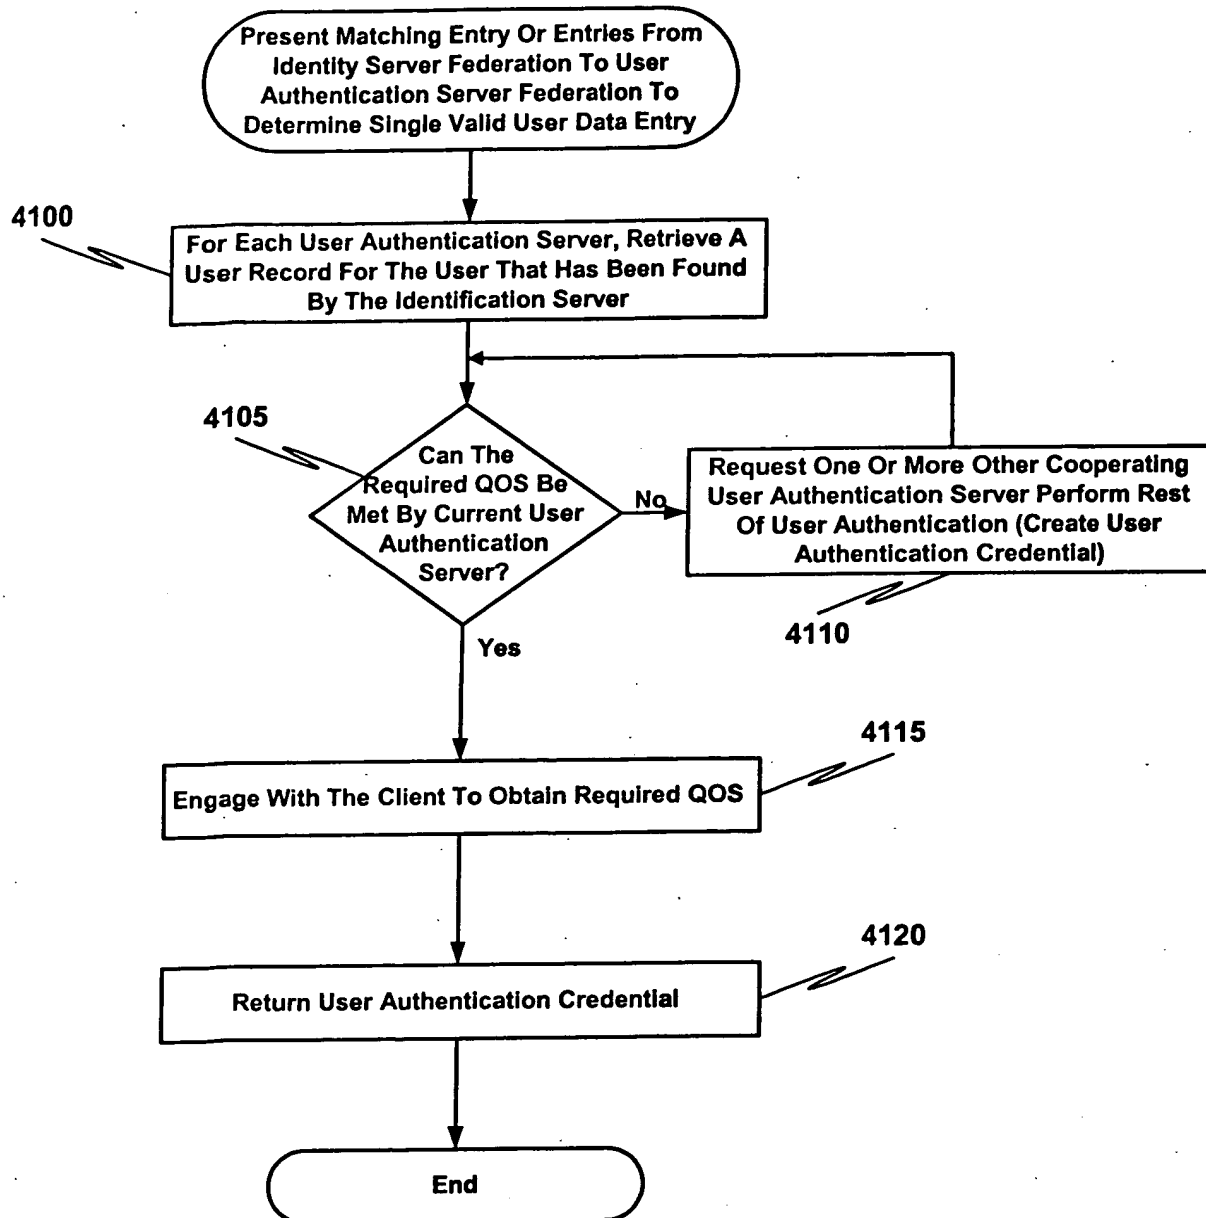 Present Matching Entry Or Entries From
Identity Server Federation To User
Authentication Server Federation To
Determine Single Valid User Data Entry
4100
For Each User Authentication Server, Retrieve A
User Record For The User That Has Been Found
By The Identification Server
4105
Can The
Required QOS Be
Met By Current User
Authentication
Server?
No
Request One Or More Other Cooperating
User Authentication Server Perform Rest
Of User Authentication (Create User
Authentication Credential)
4110
Yes
4115
Engage With The Client To Obtain Required QOS
4120
Return User Authentication Credential
End